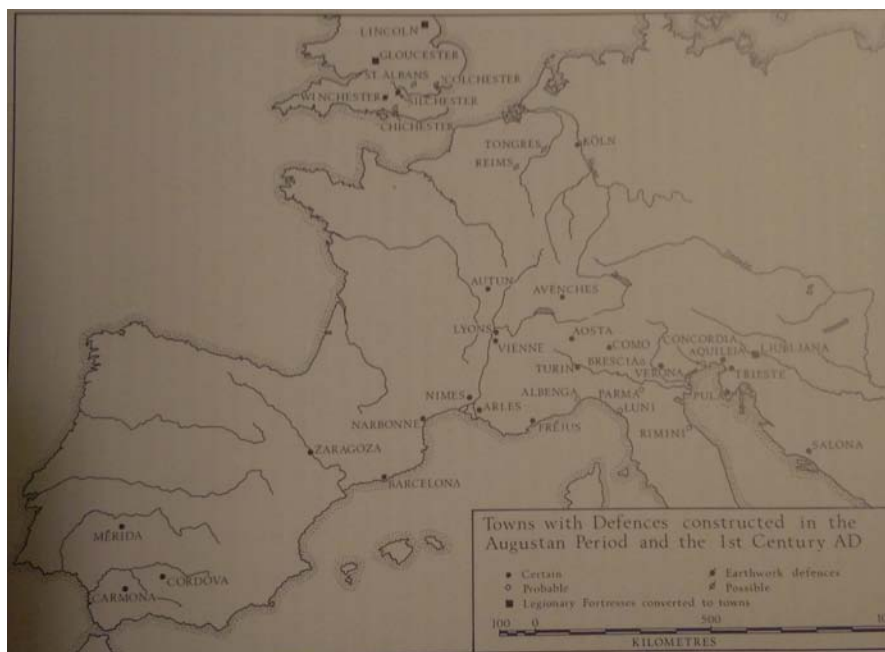 LINCOLN
GLOUCESTER
ST ALBANS
COLCHESTER
WINCHESTER
SILCHESTER
CHICHESTER
TONGRES
KÖLN
REIMS
AUTUN
AVENCHES
LYONS
VIENNE
AOSTA
COMO
CONCORDIA
AQUILEIA
LJUBLJANA
BRESCIA
VERONA
TRIESTE
TURIN
NIMES
ALBENGA
PARMA
PULA
ARLES
LUNI
NARBONNE
FRÉJUS
RIMINI
ZARAGOZA
SALONA
BARCELONA
MÉRIDA
CORDOVA
CARMONA
Towns with Defences constructed in the
Augustan Period and the 1st Century AD
Certain
Earthwork defences
Probable
Possible
Legionary Fortresses converted to towns
100 0 500
KILOMETRES